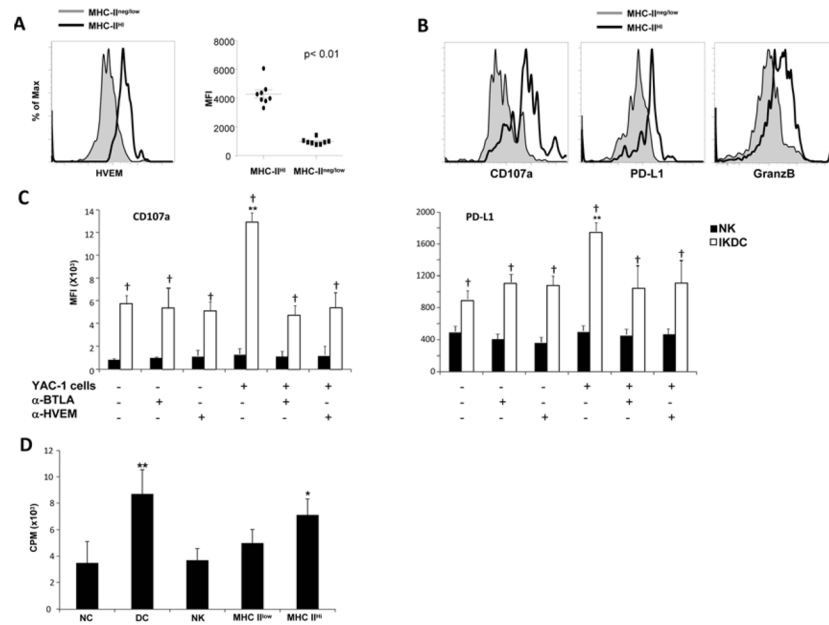 A
MHC-IIneg/low
MHC-IIHI
% of Max
HVEM
MFI
6000
4000
2000
0
p< 0.01
MHC-IIHI
MHC-IIneg/low
B
MHC-IIneg/low
MHC-IIHI
CD107a
PD-L1
GranzB
C
CD107a
MFI (X10³)
14
12
10
8
6
4
2
0
† † † † ** † †
YAC-1 cells - - - + + +
α-BTLA - + - - + -
α-HVEM - - + - - +
PD-L1
2000
1600
1200
800
400
0
† † † † ** † †
- - - + + +
- + - - + -
- - + - - +
NK
IKDC
D
CPM (x10³)
12
10
8
6
4
2
0
**
*
NC DC NK MHC IIlow MHC IIHi